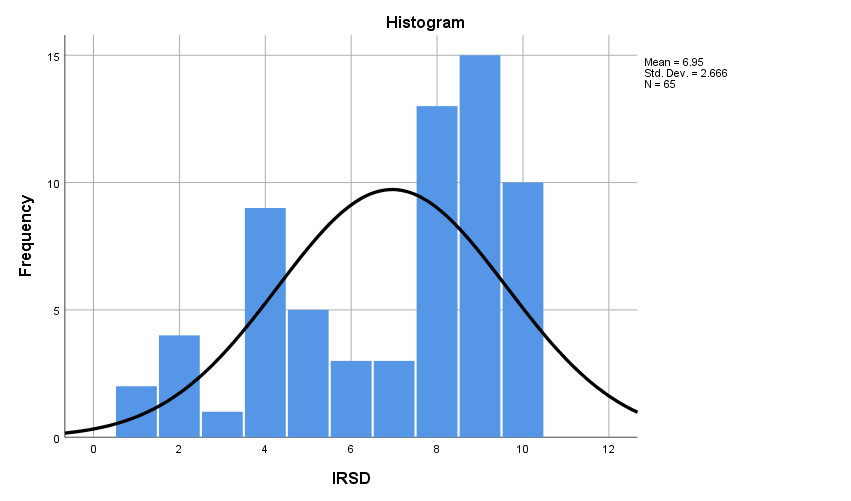 Histogram
Mean = 6.95
Std. Dev. = 2.666
N = 65
Frequency
15
10
5
0
0 2 4 6 8 10 12
IRSD